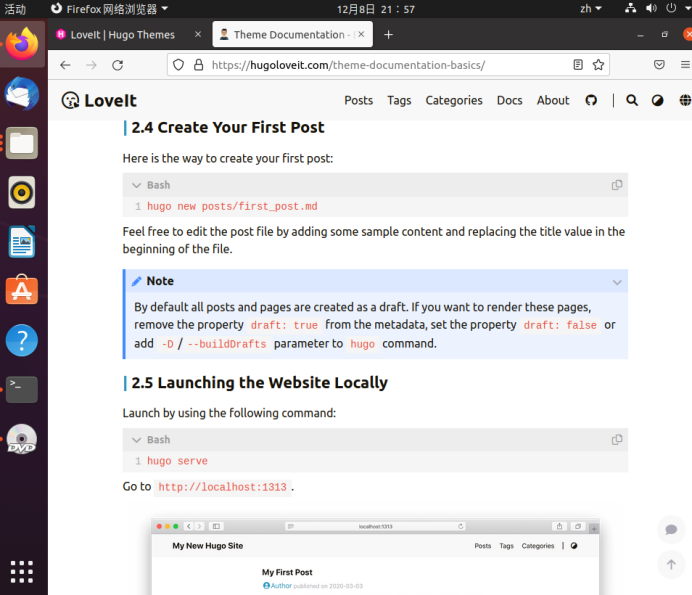 活动
Firefox 网络浏览器
12月8日 21：57
zh
LoveIt | Hugo Themes
Theme Documentation -
https://hugoloveit.com/theme-documentation-basics/
LoveIt
Posts Tags Categories Docs About
2.4 Create Your First Post
Here is the way to create your first post:
Bash
1 hugo new posts/first_post.md
Feel free to edit the post file by adding some sample content and replacing the title value in the
beginning of the file.
Note
By default all posts and pages are created as a draft. If you want to render these pages,
remove the property draft: true from the metadata, set the property draft: false or
add -D / --buildDrafts parameter to hugo command.
2.5 Launching the Website Locally
Launch by using the following command:
Bash
1 hugo serve
Go to http://localhost:1313 .
localhost:1313
My New Hugo Site
Posts Tags Categories
My First Post
Author published on 2020-03-03
DVD